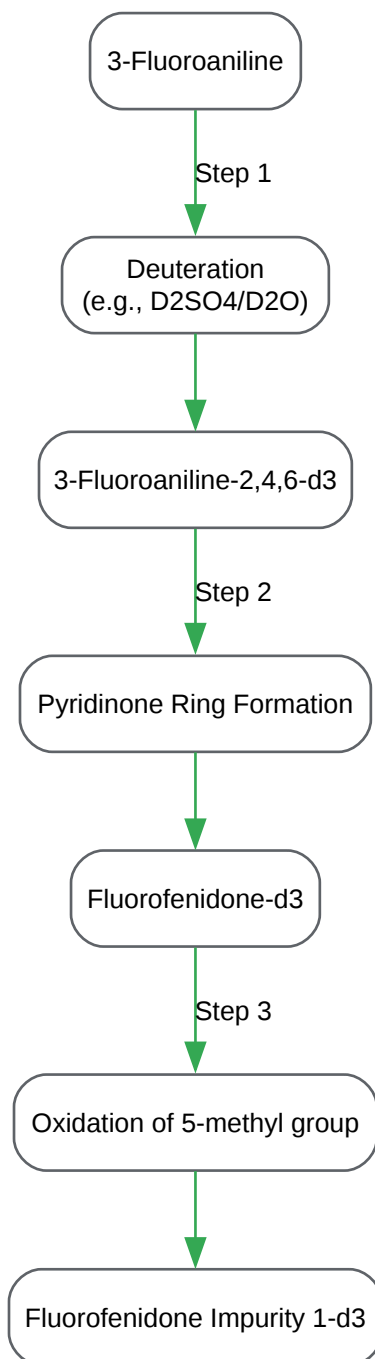 3-Fluoroaniline
Step 1
Deuteration
(e.g., D2SO4/D2O)
3-Fluoroaniline-2,4,6-d3
Step 2
Pyridinone Ring Formation
Fluorofenidone-d3
Step 3
Oxidation of 5-methyl group
Fluorofenidone Impurity 1-d3